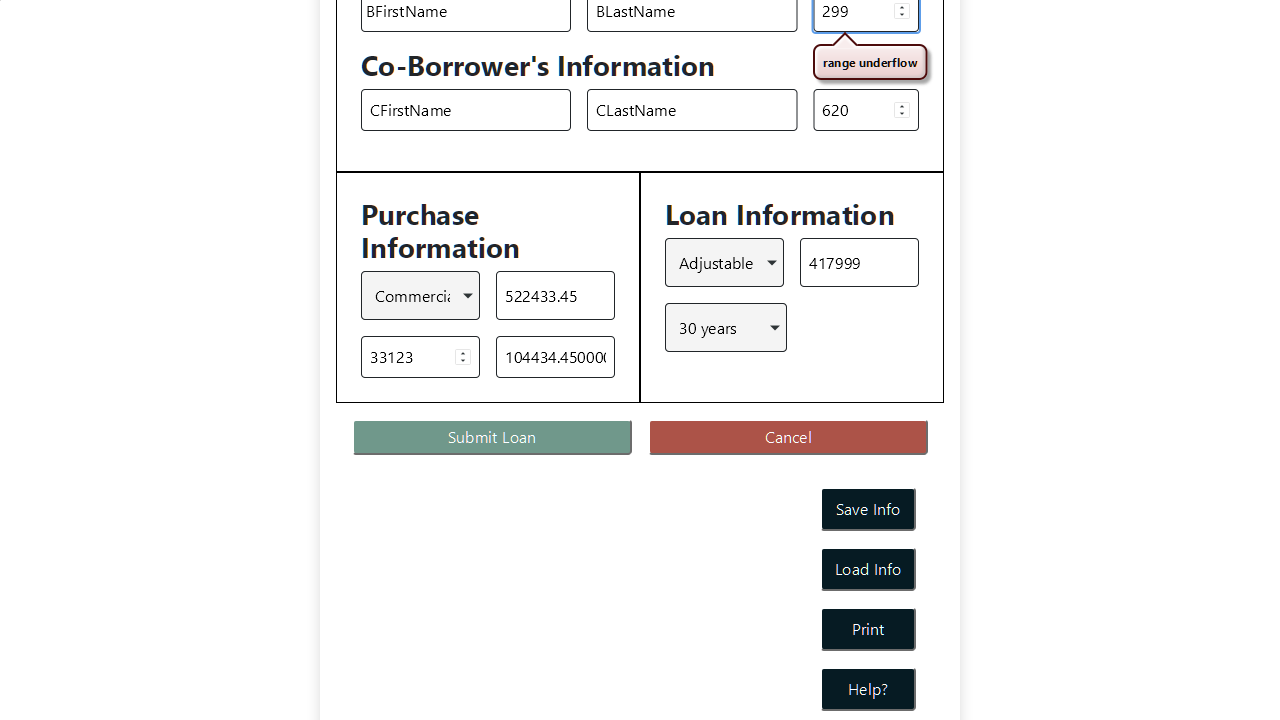 BFirstName
BLastName
299
range underflow
Co-Borrower's Information
CFirstName
CLastName
620
Purchase
Information
Commercia
522433.45
33123
104434.45000
Loan Information
Adjustable
417999
30 years
Submit Loan
Cancel
Save Info
Load Info
Print
Help?